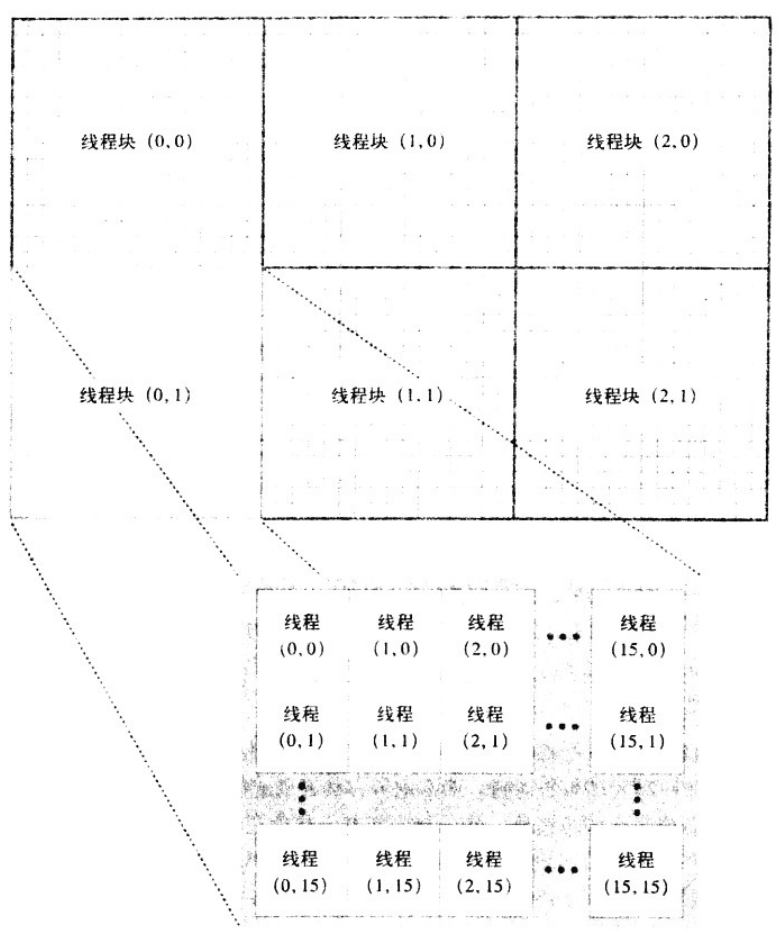 线程块 (0,0) 线程块 (1,0) 线程块 (2,0)
线程块 (0,1) 线程块 (1,1) 线程块 (2,1)
线程 线程 线程 ••• 线程
(0,0) (1,0) (2,0) (15,0)
线程 线程 线程 ••• 线程
(0,1) (1,1) (2,1) (15,1)
线程 线程 线程 ••• 线程
(0,15) (1,15) (2,15) (15,15)